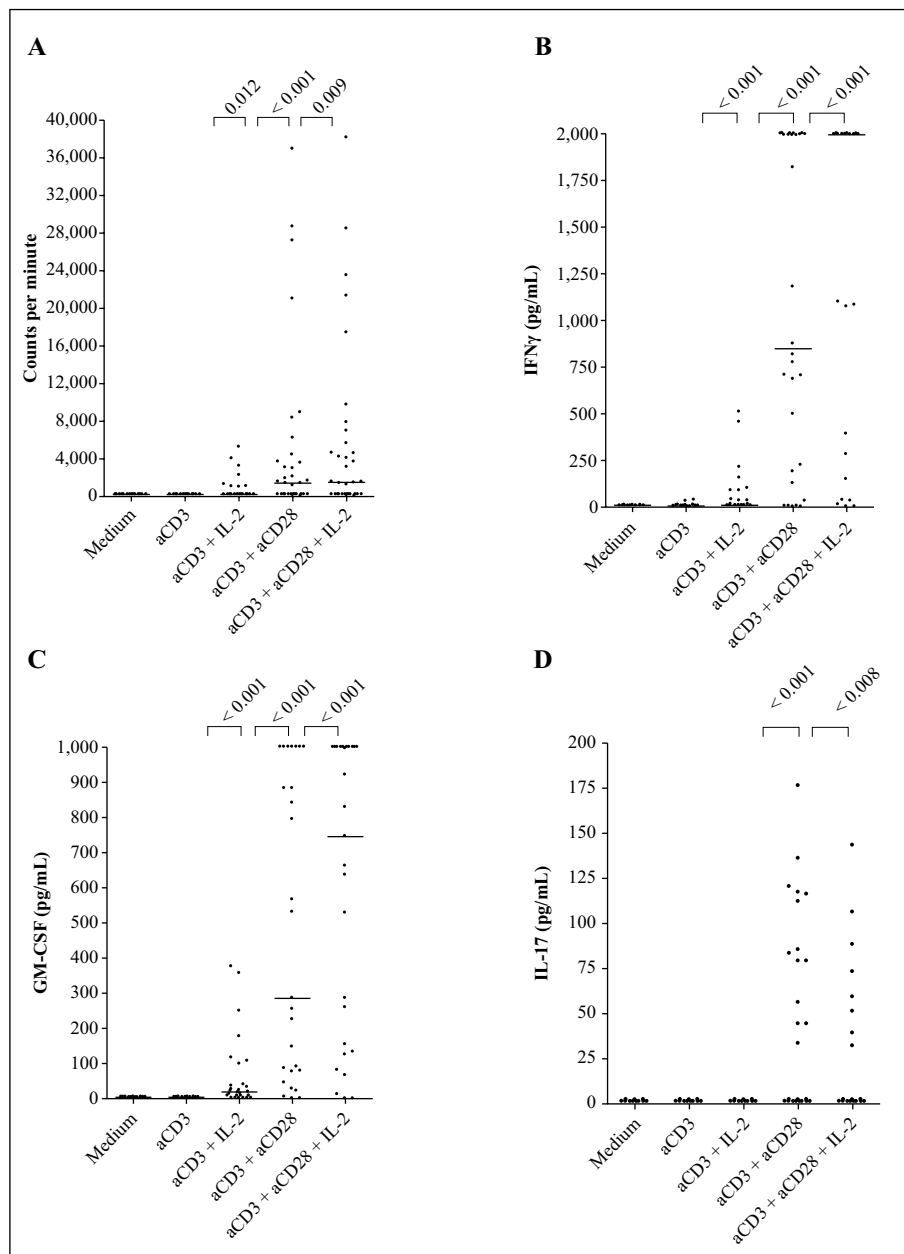 A
0.012
< 0.001
0.009
40,000
36,000
32,000
28,000
24,000
20,000
16,000
12,000
8,000
4,000
0
Counts per minute
Medium
aCD3
aCD3 + IL-2
aCD3 + aCD28
aCD3 + aCD28 + IL-2
B
< 0.001
< 0.001
< 0.001
2,000
1,750
1,500
1,250
1,000
750
500
250
0
IFNγ (pg/mL)
Medium
aCD3
aCD3 + IL-2
aCD3 + aCD28
aCD3 + aCD28 + IL-2
C
< 0.001
< 0.001
< 0.001
1,000
900
800
700
600
500
400
300
200
100
0
GM-CSF (pg/mL)
Medium
aCD3
aCD3 + IL-2
aCD3 + aCD28
aCD3 + aCD28 + IL-2
D
< 0.001
< 0.008
200
175
150
125
100
75
50
25
0
IL-17 (pg/mL)
Medium
aCD3
aCD3 + IL-2
aCD3 + aCD28
aCD3 + aCD28 + IL-2